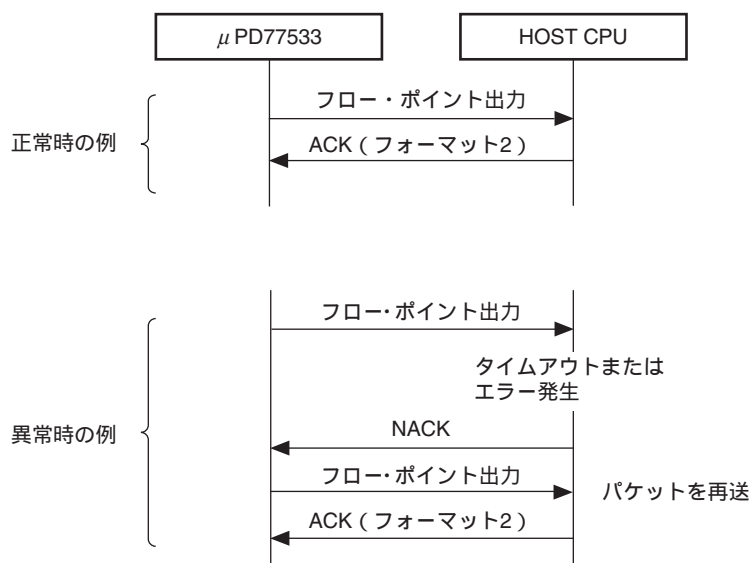 μPD77533
HOST CPU
正常時の例
フロー・ポイント出力
ACK（フォーマット2）
異常時の例
フロー・ポイント出力
タイムアウトまたは
エラー発生
NACK
フロー・ポイント出力
パケットを再送
ACK（フォーマット2）